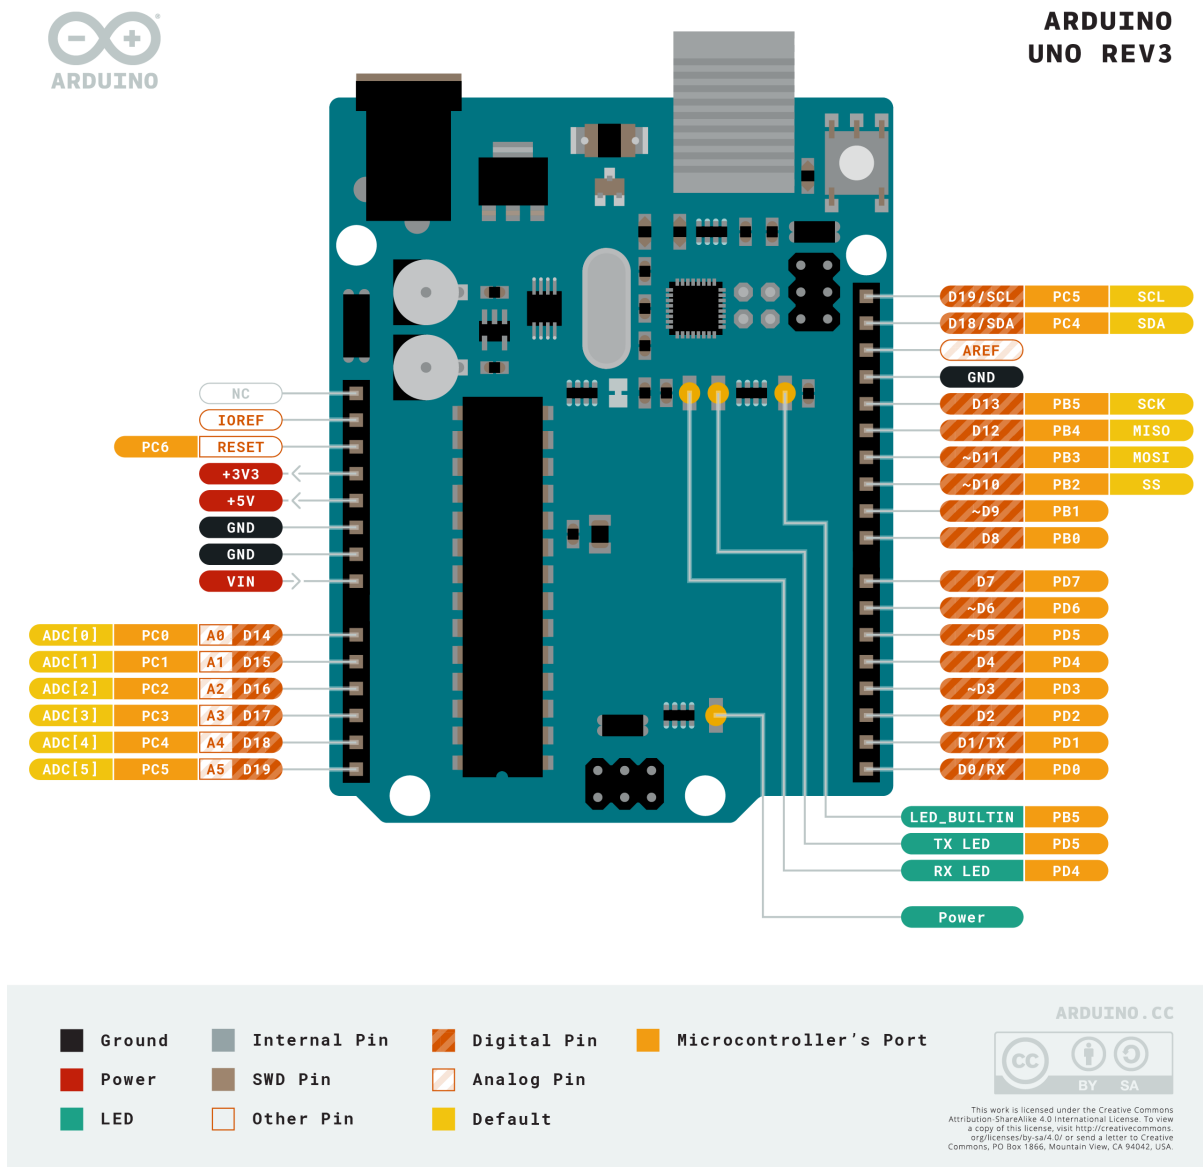 ARDUINO
ARDUINO
UNO REV3
NC
IOREF
PC6 RESET
+3V3
+5V
GND
GND
VIN
ADC[0] PC0 A0 D14
ADC[1] PC1 A1 D15
ADC[2] PC2 A2 D16
ADC[3] PC3 A3 D17
ADC[4] PC4 A4 D18
ADC[5] PC5 A5 D19
D19/SCL PC5 SCL
D18/SDA PC4 SDA
AREF
GND
D13 PB5 SCK
D12 PB4 MISO
~D11 PB3 MOSI
~D10 PB2 SS
~D9 PB1
D8 PB0
D7 PD7
~D6 PD6
~D5 PD5
D4 PD4
~D3 PD3
D2 PD2
D1/TX PD1
D0/RX PD0
LED_BUILTIN PB5
TX LED PD5
RX LED PD4
Power
Ground
Power
LED
Internal Pin
SWD Pin
Other Pin
Digital Pin
Analog Pin
Default
Microcontroller's Port
ARDUINO.CC
cc
BY SA
This work is licensed under the Creative Commons
Attribution-ShareAlike 4.0 International License. To view
a copy of this license, visit http://creativecommons.
org/licenses/by-sa/4.0/ or send a letter to Creative
Commons, PO Box 1866, Mountain View, CA 94042, USA.